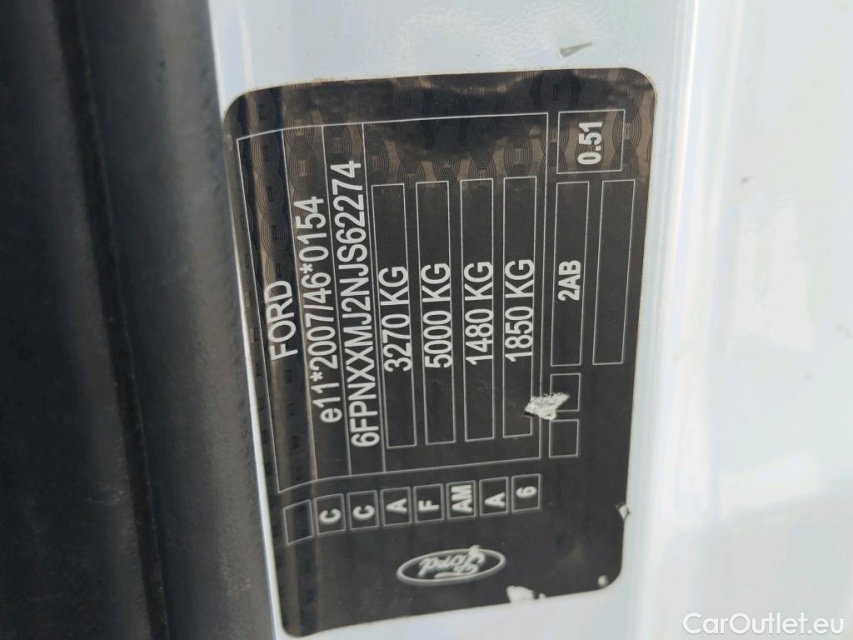 FORD
e11*2007/46*0154
6FPNXXMJ2NJS62274
3270 KG
5000 KG
1480 KG
1850 KG
2AB
0.51
C
C
A
F
AM
A
6
Ford
CarOutlet.eu